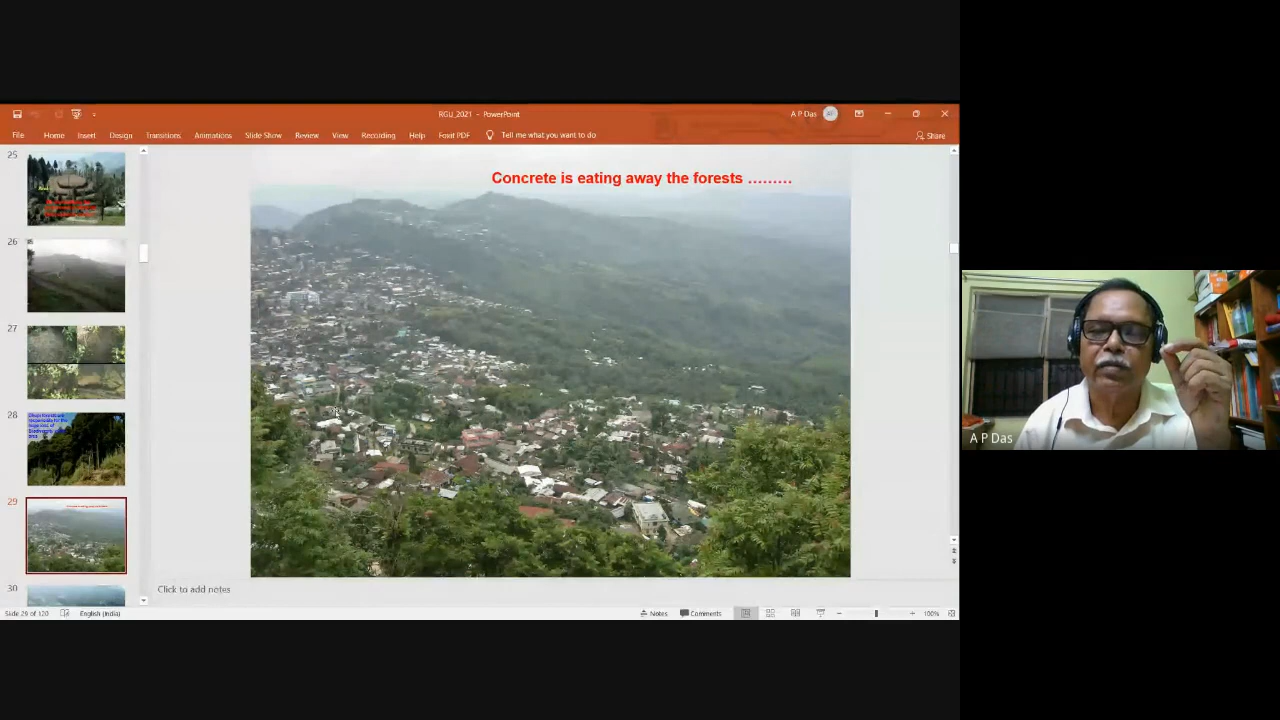 RGU_2021 - PowerPoint
A P Das
File Home Insert Design Transitions Animations Slide Show Review View Recording Help Foxit PDF Tell me what you want to do
Share
25
26
27
28
29
30
Concrete is eating away the forests .........
Click to add notes
Slide 29 of 120 English (India)
Notes Comments 100%
A P Das